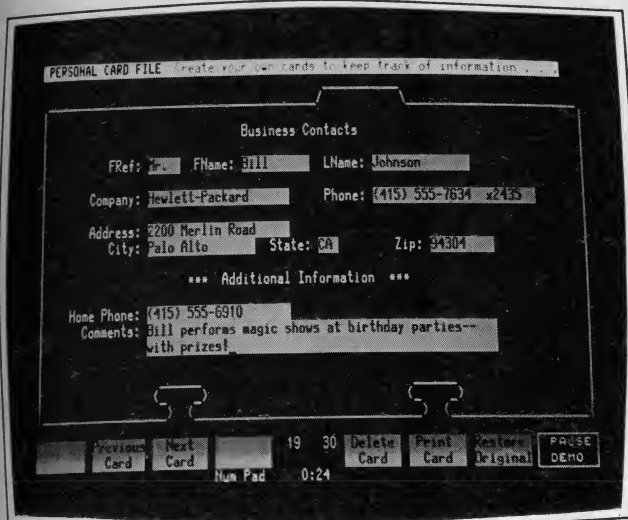 PERSONAL CARD FILE Create your own cards to keep track of information . . .
Business Contacts
FRef: Mr. FName: Bill LName: Johnson
Company: Hewlett-Packard Phone: (415) 555-7634 x2435
Address: 2200 Merlin Road
City: Palo Alto State: CA Zip: 94304
*** Additional Information ***
Home Phone: (415) 555-6910
Comments: Bill performs magic shows at birthday parties--
with prizes!
Previous Card Next Card 19 30 Delete Card Print Card Restore Original PAUSE DEMO
Num Pad 0:24